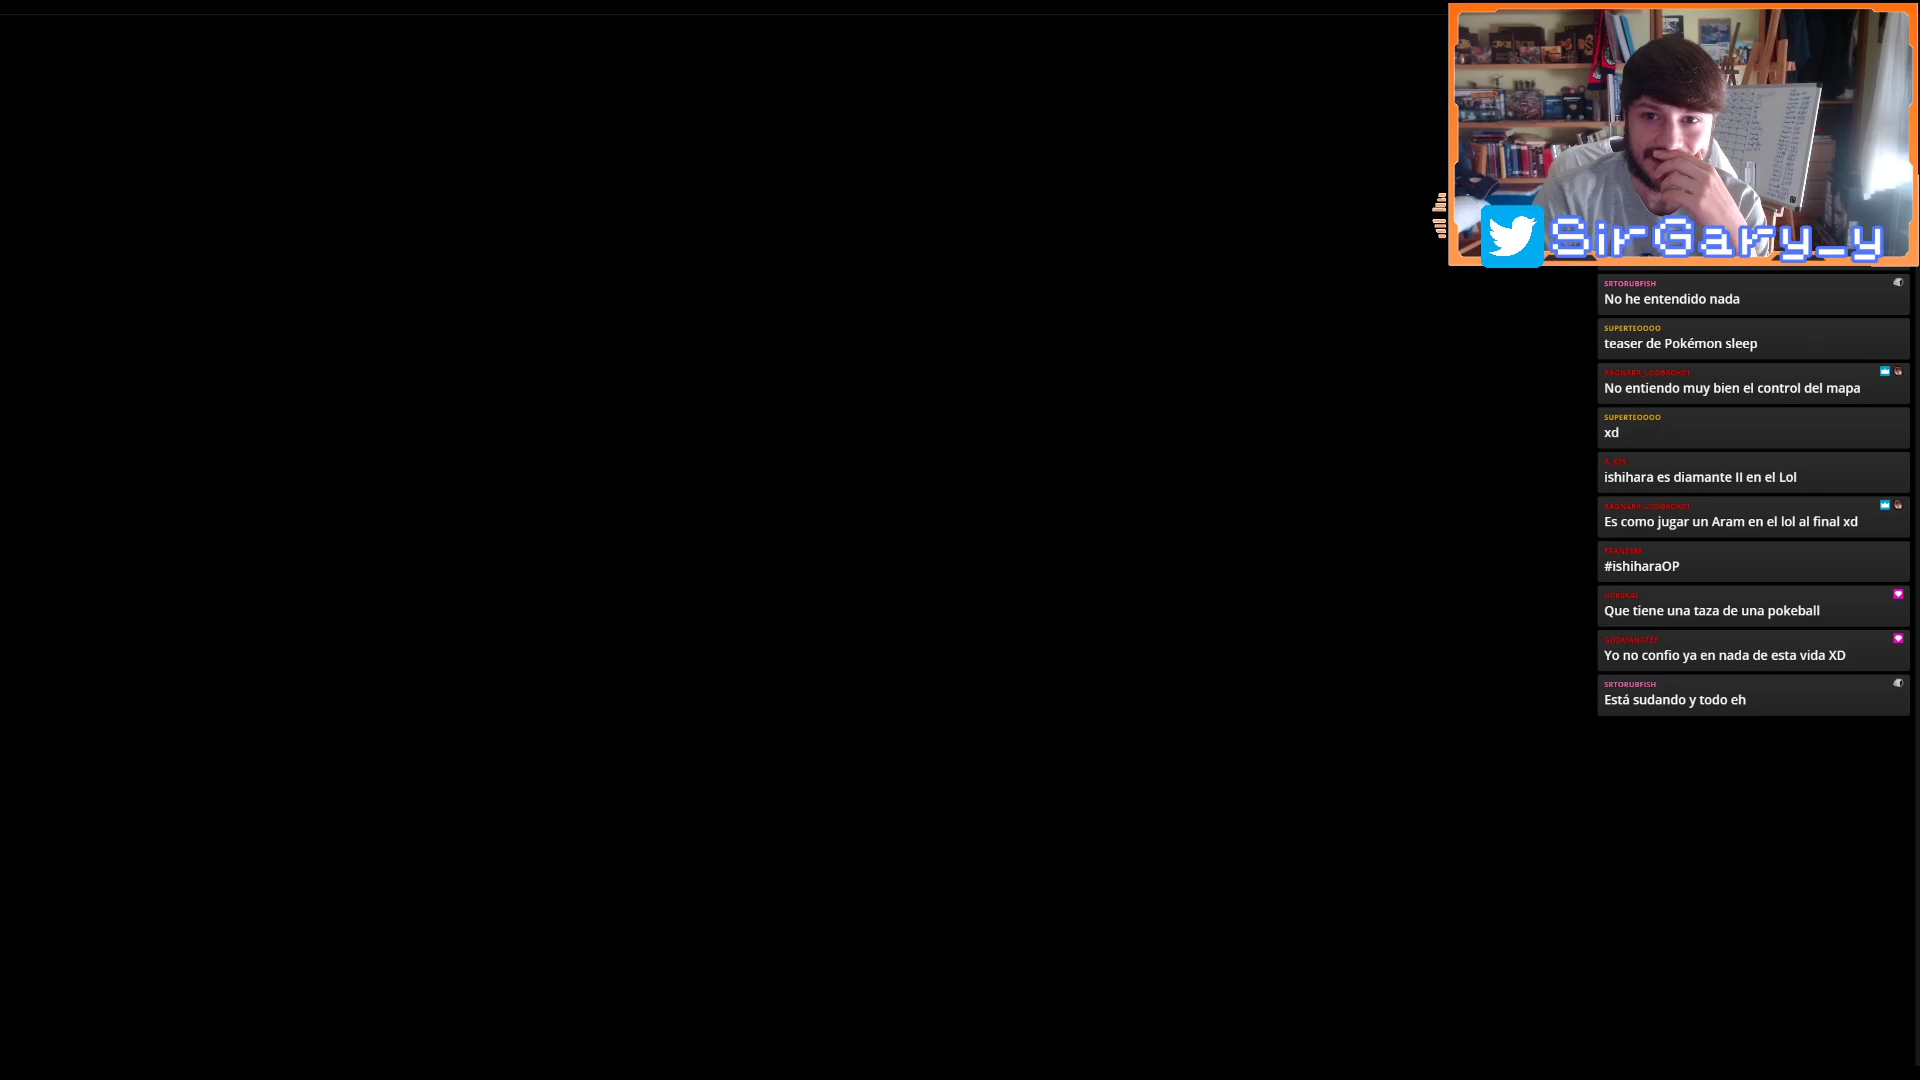 SirGary_y
SRTORUBFISH
No he entendido nada
SUPERTEOOOO
teaser de Pokémon sleep
RAGNARR_LODBROK01
No entiendo muy bien el control del mapa
SUPERTEOOOO
xd
ishihara es diamante II en el Lol
RAGNARR_LODBROK01
Es como jugar un Aram en el lol al final xd
#ishiharaOP
Que tiene una taza de una pokeball
GODMANATEE
Yo no confio ya en nada de esta vida XD
SRTORUBFISH
Está sudando y todo eh